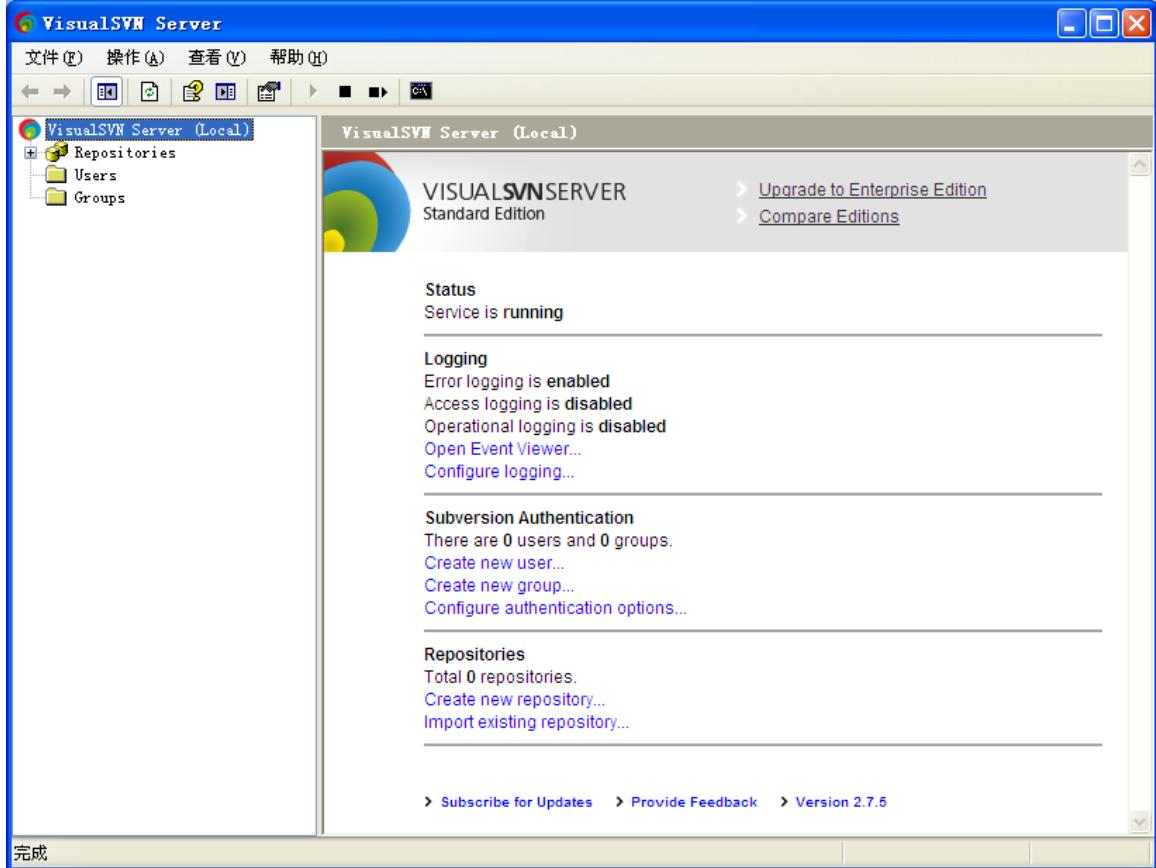 VisualSVN Server
文件(F) 操作(A) 查看(V) 帮助(H)
C:\
VisualSVN Server (Local)
Repositories
Users
Groups
VisualSVN Server (Local)
VISUALSVNSERVER
Standard Edition
Upgrade to Enterprise Edition
Compare Editions
Status
Service is running
Logging
Error logging is enabled
Access logging is disabled
Operational logging is disabled
Open Event Viewer...
Configure logging...
Subversion Authentication
There are 0 users and 0 groups.
Create new user...
Create new group...
Configure authentication options...
Repositories
Total 0 repositories.
Create new repository...
Import existing repository...
Subscribe for Updates Provide Feedback Version 2.7.5
完成